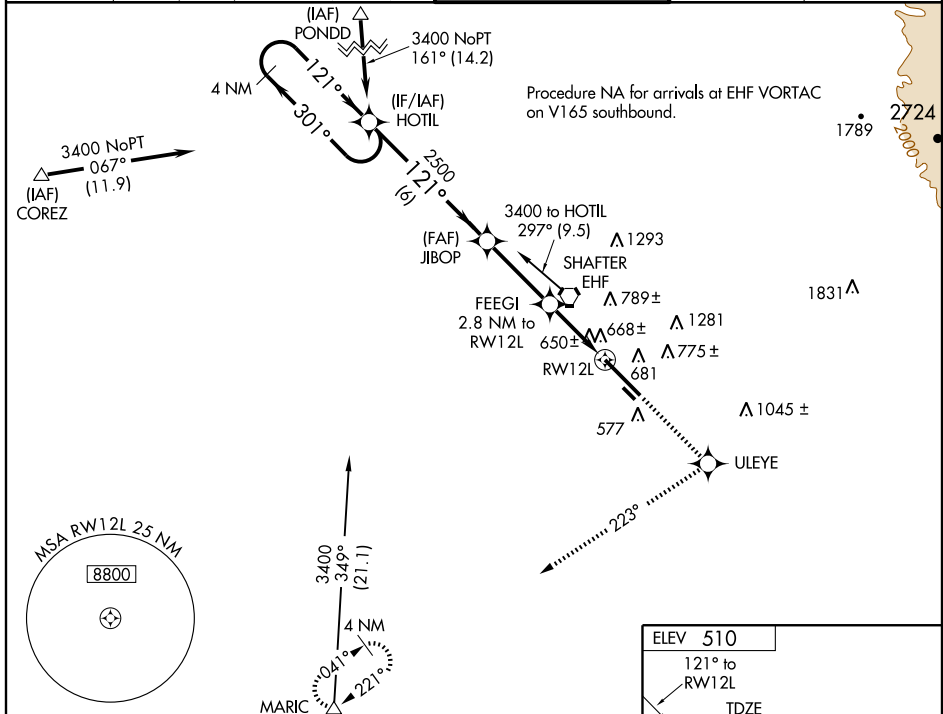 (IAF)
PONDD
3400 NoPT
161° (14.2)
4 NM
121°
301°
(IF/IAF)
HOTIL
Procedure NA for arrivals at EHF VORTAC
on V165 southbound.
1789
2724
2000
3400 NoPT
067°
(11.9)
(IAF)
COREZ
2500
121°
(6)
3400 to HOTIL
297° (9.5)
(FAF)
JIBOP
1293
SHAFTER
EHF
1831
FEEGI
2.8 NM to
RW12L
789±
650±
668±
1281
775±
RW12L
681
577
1045 ±
ULEYE
223°
MSA RW12L 25 NM
8800
3400
349°
(21.1)
4 NM
041°
221°
MARIC
ELEV 510
121° to
RW12L
TDZE